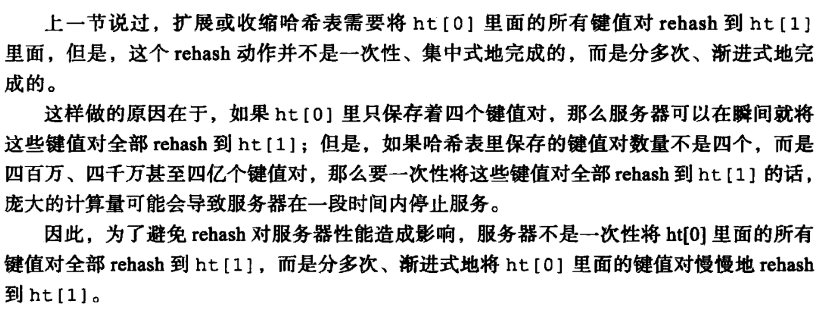 上一节说过，扩展或收缩哈希表需要将 ht[0] 里面的所有键值对 rehash 到 ht[1]
里面，但是，这个 rehash 动作并不是一次性、集中式地完成的，而是分多次、渐进式地完
成的。
这样做的原因在于，如果 ht[0] 里只保存着四个键值对，那么服务器可以在瞬间就将
这些键值对全部 rehash 到 ht[1]；但是，如果哈希表里保存的键值对数量不是四个，而是
四百万、四千万甚至四亿个键值对，那么要一次性将这些键值对全部 rehash 到 ht[1] 的话，
庞大的计算量可能会导致服务器在一段时间内停止服务。
因此，为了避免 rehash 对服务器性能造成影响，服务器不是一次性将 ht[0] 里面的所有
键值对全部 rehash 到 ht[1]，而是分多次、渐进式地将 ht[0] 里面的键值对慢慢地 rehash
到 ht[1]。